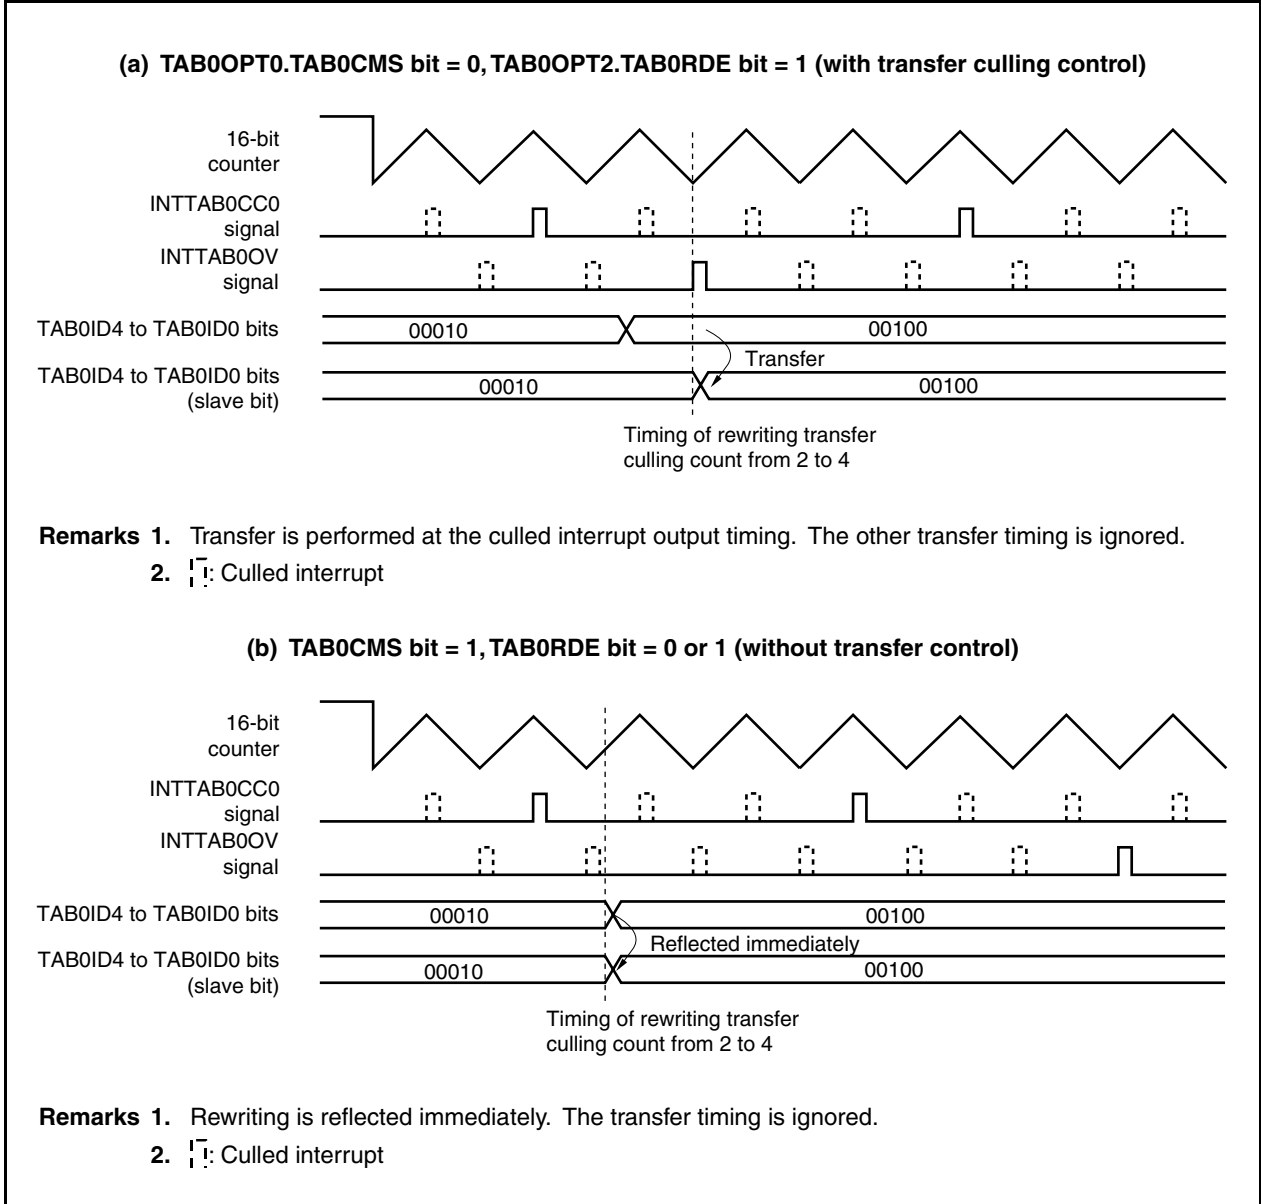 (a) TAB0OPT0.TAB0CMS bit = 0, TAB0OPT2.TAB0RDE bit = 1 (with transfer culling control)
16-bit
counter
INTTAB0CC0
signal
INTTAB0OV
signal
TAB0ID4 to TAB0ID0 bits
00010
00100
Transfer
TAB0ID4 to TAB0ID0 bits
(slave bit)
00010
00100
Timing of rewriting transfer
culling count from 2 to 4
Remarks 1. Transfer is performed at the culled interrupt output timing. The other transfer timing is ignored.
2. : Culled interrupt
(b) TAB0CMS bit = 1, TAB0RDE bit = 0 or 1 (without transfer control)
16-bit
counter
INTTAB0CC0
signal
INTTAB0OV
signal
TAB0ID4 to TAB0ID0 bits
00010
00100
Reflected immediately
TAB0ID4 to TAB0ID0 bits
(slave bit)
00010
00100
Timing of rewriting transfer
culling count from 2 to 4
Remarks 1. Rewriting is reflected immediately. The transfer timing is ignored.
2. : Culled interrupt